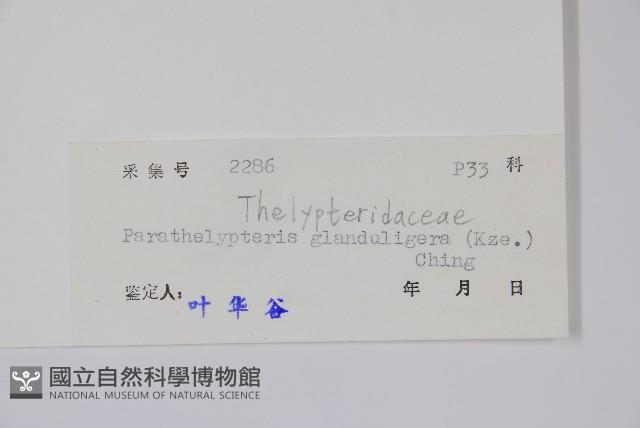 采集号 2286 P33 科
Thelypteridaceae
Parathelypteris glanduligera (Kze.)
Ching
鉴定人: 叶华谷 年 月 日
國立自然科學博物館
NATIONAL MUSEUM OF NATURAL SCIENCE